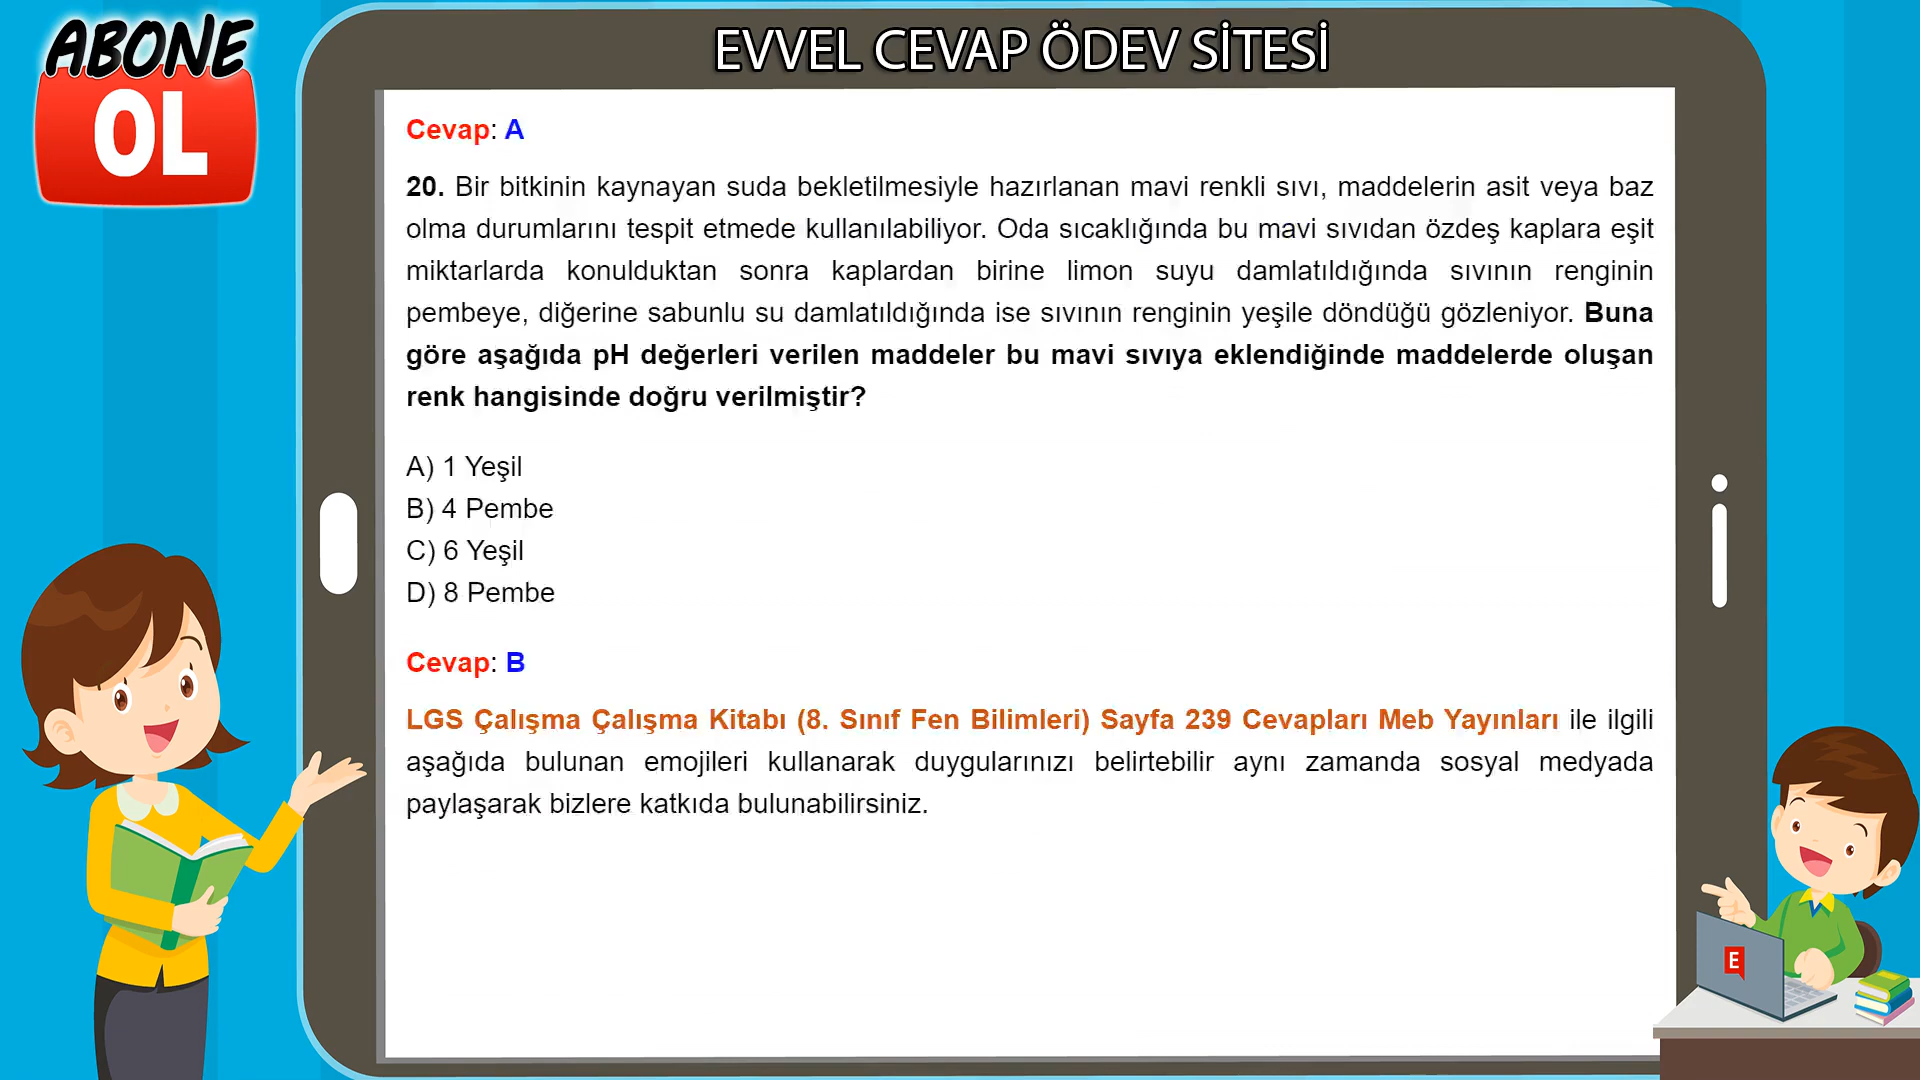 ABONE
OL
EVVEL CEVAP ÖDEV SİTESİ
Cevap: A
20. Bir bitkinin kaynayan suda bekletilmesiyle hazırlanan mavi renkli sıvı, maddelerin asit veya baz
olma durumlarını tespit etmede kullanılabiliyor. Oda sıcaklığında bu mavi sıvıdan özdeş kaplara eşit
miktarlarda konulduktan sonra kaplardan birine limon suyu damlatıldığında sıvının renginin
pembeye, diğerine sabunlu su damlatıldığında ise sıvının renginin yeşile döndüğü gözleniyor. Buna
göre aşağıda pH değerleri verilen maddeler bu mavi sıvıya eklendiğinde maddelerde oluşan
renk hangisinde doğru verilmiştir?
A) 1 Yeşil
B) 4 Pembe
C) 6 Yeşil
D) 8 Pembe
Cevap: B
LGS Çalışma Çalışma Kitabı (8. Sınıf Fen Bilimleri) Sayfa 239 Cevapları Meb Yayınları ile ilgili
aşağıda bulunan emojileri kullanarak duygularınızı belirtebilir aynı zamanda sosyal medyada
paylaşarak bizlere katkıda bulunabilirsiniz.
E